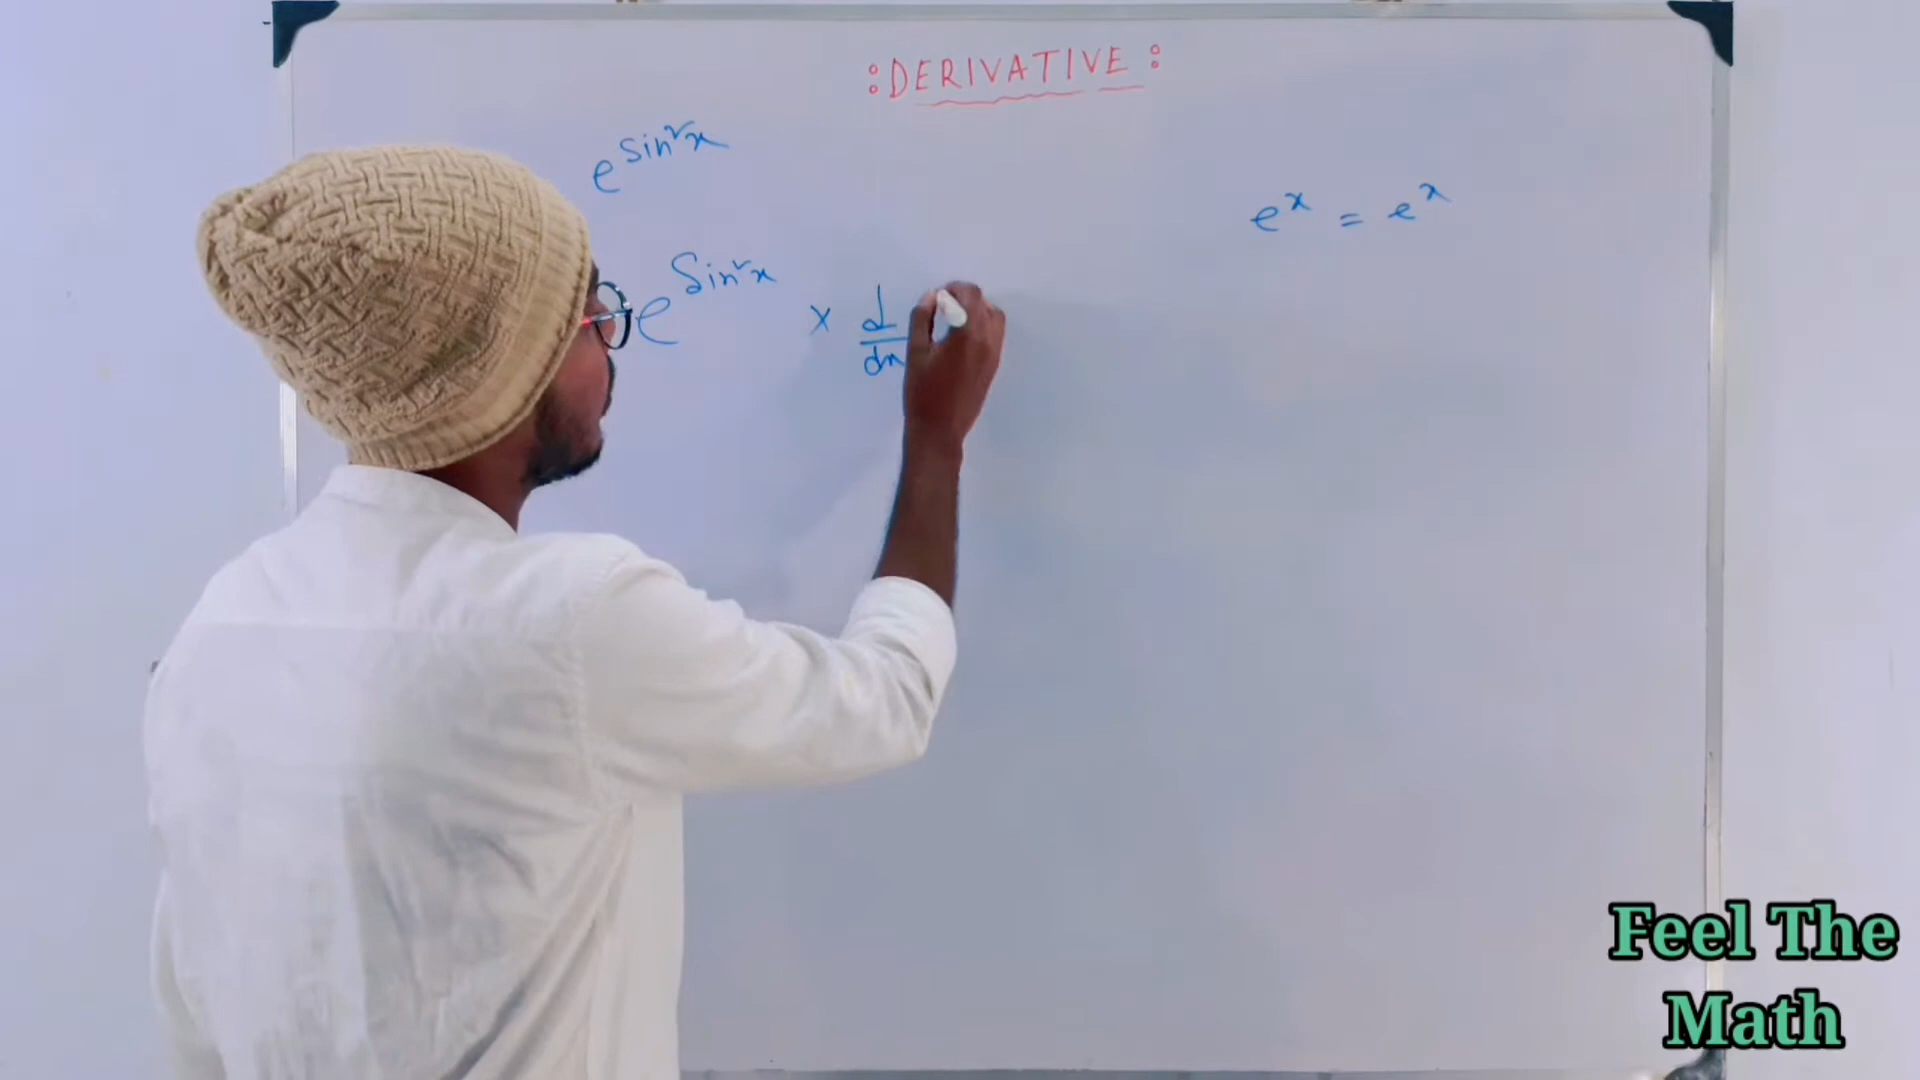 :DERIVATIVE:
e^sin²x
e^x = e^x
e^Sin²x × d/dx
Feel The
Math